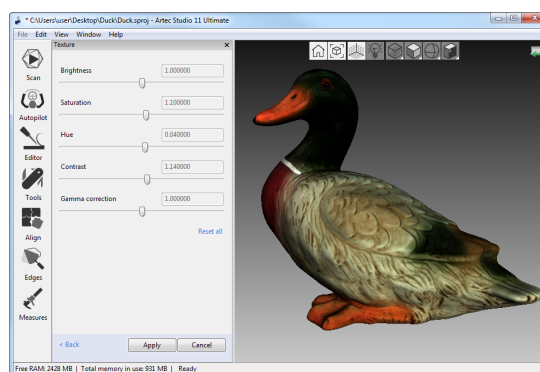 * C:\Users\user\Desktop\Duck\Duck.sproj - Artec Studio 11 Ultimate
File Edit View Window Help
Texture
Scan
Autopilot
Editor
Tools
Align
Edges
Measures
Brightness 1.000000
Saturation 1.100000
Hue 0.040000
Contrast 1.140000
Gamma correction 1.000000
Reset all
< Back Apply Cancel
Free RAM: 2428 MB | Total memory in use: 931 MB | Ready